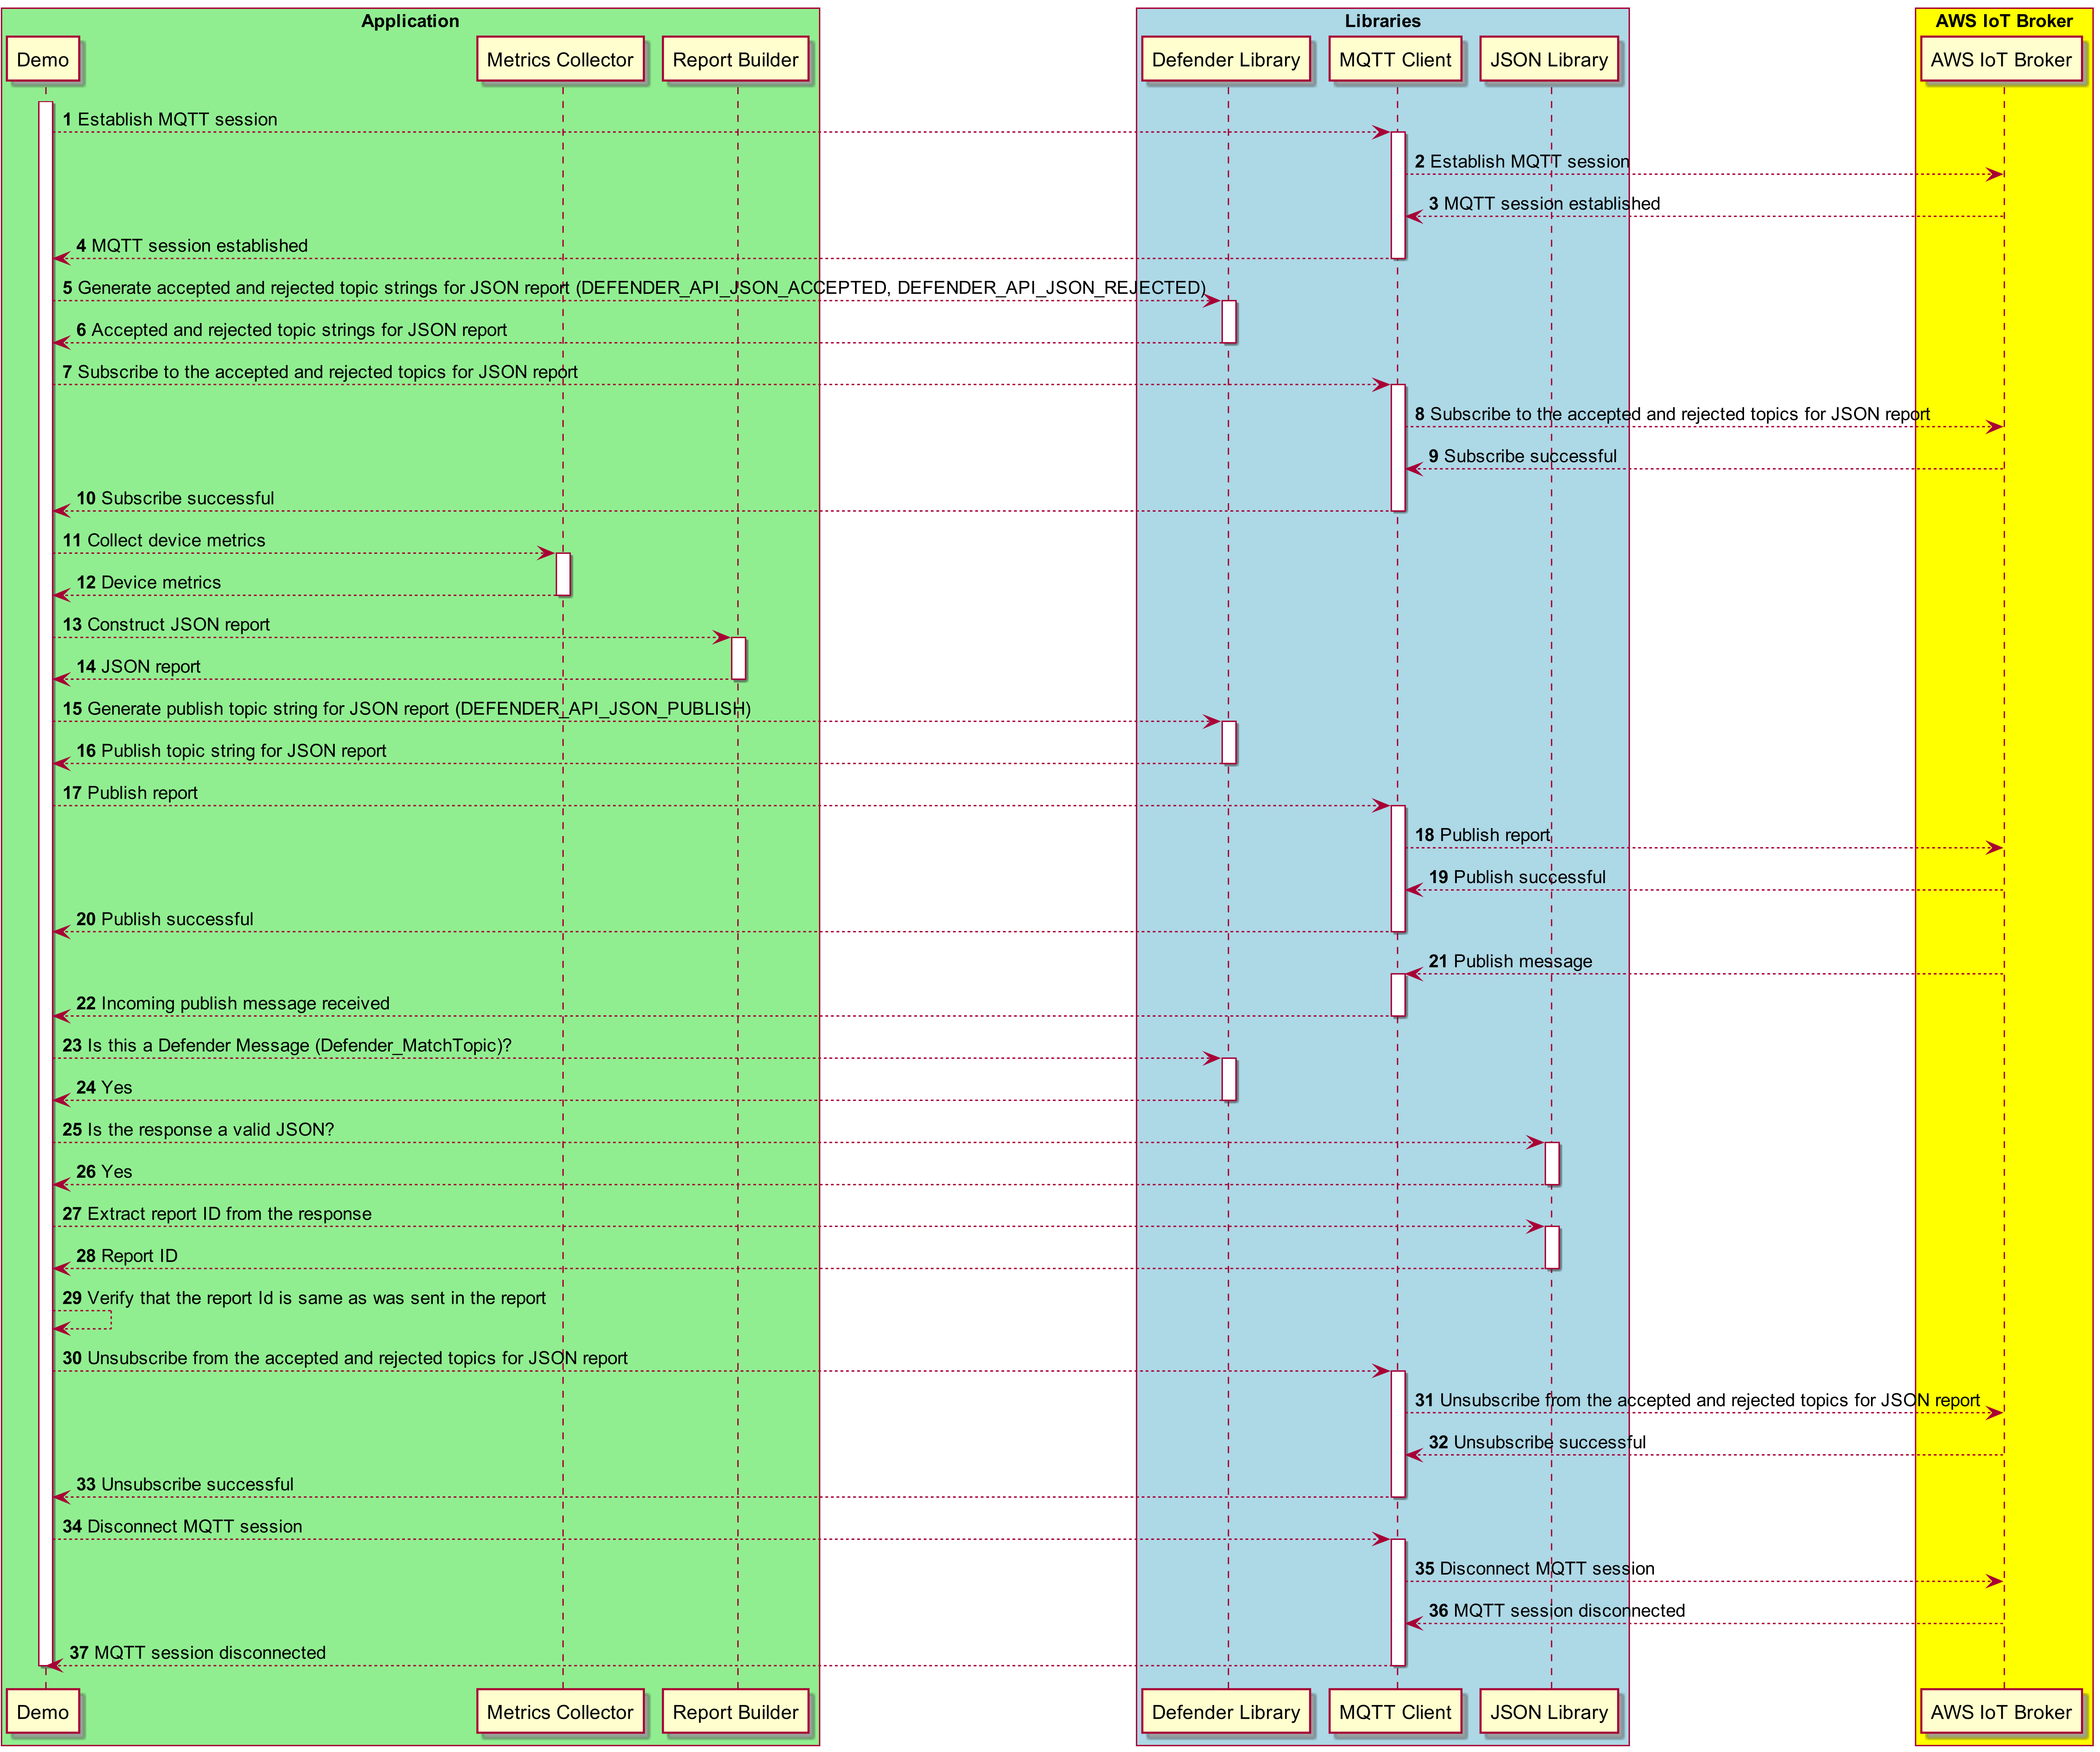 Application
Libraries
AWS IoT Broker
Demo
Metrics Collector
Report Builder
Defender Library
MQTT Client
JSON Library
AWS IoT Broker
1 Establish MQTT session
2 Establish MQTT session
3 MQTT session established
4 MQTT session established
5 Generate accepted and rejected topic strings for JSON report (DEFENDER_API_JSON_ACCEPTED, DEFENDER_API_JSON_REJECTED)
6 Accepted and rejected topic strings for JSON report
7 Subscribe to the accepted and rejected topics for JSON report
8 Subscribe to the accepted and rejected topics for JSON report
9 Subscribe successful
10 Subscribe successful
11 Collect device metrics
12 Device metrics
13 Construct JSON report
14 JSON report
15 Generate publish topic string for JSON report (DEFENDER_API_JSON_PUBLISH)
16 Publish topic string for JSON report
17 Publish report
18 Publish report
19 Publish successful
20 Publish successful
21 Publish message
22 Incoming publish message received
23 Is this a Defender Message (Defender_MatchTopic)?
24 Yes
25 Is the response a valid JSON?
26 Yes
27 Extract report ID from the response
28 Report ID
29 Verify that the report Id is same as was sent in the report
30 Unsubscribe from the accepted and rejected topics for JSON report
31 Unsubscribe from the accepted and rejected topics for JSON report
32 Unsubscribe successful
33 Unsubscribe successful
34 Disconnect MQTT session
35 Disconnect MQTT session
36 MQTT session disconnected
37 MQTT session disconnected
Demo
Metrics Collector
Report Builder
Defender Library
MQTT Client
JSON Library
AWS IoT Broker